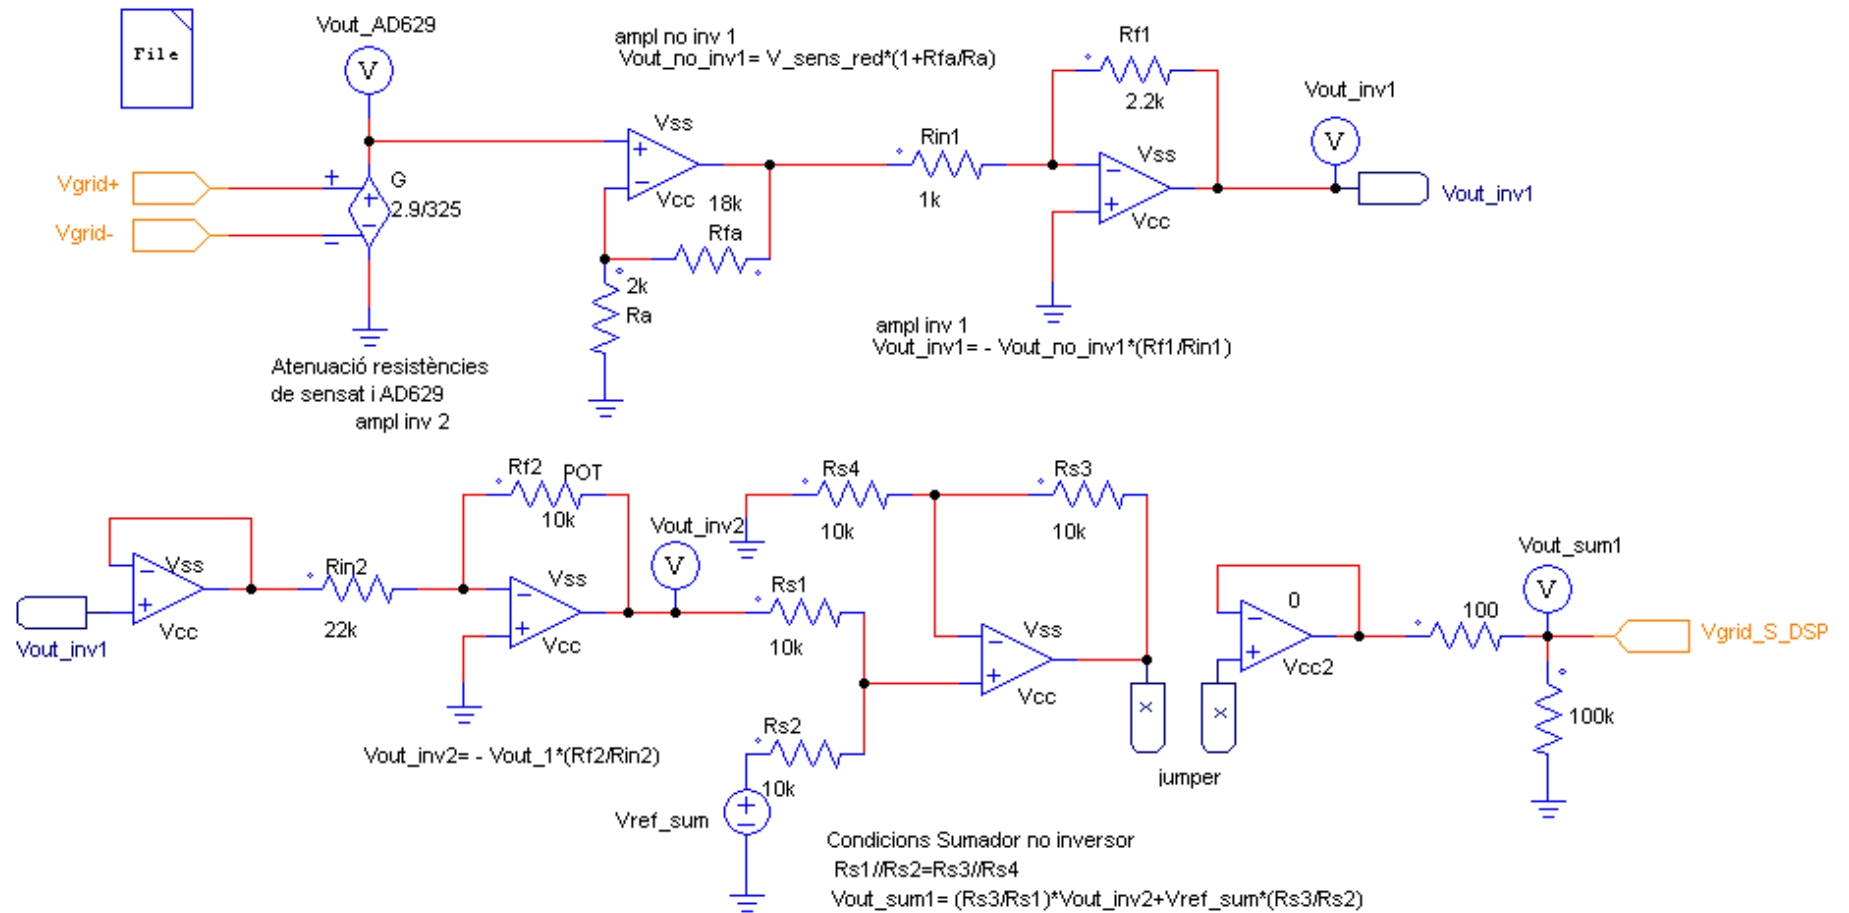 File
Vout_AD629
V
Vgrid+
Vgrid-
+
−
+
−
G
2.9/325
Atenuació resistències
de sensat i AD629
ampl no inv 1
Vout_no_inv1= V_sens_red*(1+Rfa/Ra)
Vss
+
−
Vcc
18k
Rfa
2k
Ra
Rin1
1k
Rf1
2.2k
Vss
−
+
Vcc
Vout_inv1
V
Vout_inv1
ampl inv 1
Vout_inv1= - Vout_no_inv1*(Rf1/Rin1)
ampl inv 2
Vout_inv1
−
+
Vss
Vcc
Rin2
22k
Rf2
POT
10k
Vss
−
+
Vcc
Vout_inv2
V
Vout_inv2= - Vout_1*(Rf2/Rin2)
Rs4
10k
Rs3
10k
Rs1
10k
Rs2
10k
Vref_sum
+
−
Vss
−
+
Vcc
x
x
jumper
0
−
+
Vcc2
100
Vout_sum1
V
Vgrid_S_DSP
100k
Condicions Sumador no inversor
Rs1//Rs2=Rs3//Rs4
Vout_sum1= (Rs3/Rs1)*Vout_inv2+Vref_sum*(Rs3/Rs2)